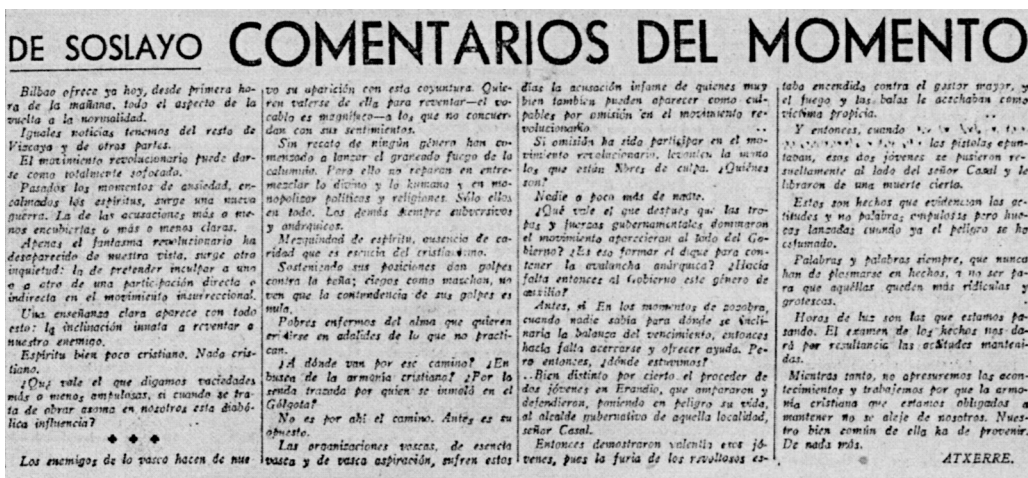 DE SOSLAYO
COMENTARIOS DEL MOMENTO
Bilbao ofrece ya hoy, desde primera ho-
ra de la mañana, todo el aspecto de la
vuelta a la normalidad.
Iguales noticias tenemos del resto de
Vizcaya y de otras partes.
El movimiento revolucionario puede dar-
se como totalmente sofocado.
Pasados los momentos de ansiedad, en-
calmados los espíritus, surge una nueva
guerra. La de las acusaciones más o me-
nos encubiertas o más o menos claras.
Apenas el fantasma revolucionario ha
desaparecido de nuestra vista, surge otra
inquietud: la de pretender inculpar a uno
o a otro de una participación directa o
indirecta en el movimiento insurreccional.
Una enseñanza clara aparece con todo
esto: la inclinación innata a reventar a
nuestro enemigo.
Espíritu bien poco cristiano. Nada cris-
tiano.
¿Qué vale el que digamos vaciedades
más o menos ampulosas, si cuando se tra-
ta de obrar asoma en nosotros esta diabó-
lica influencia?
Los enemigos de lo vasco hacen de nue-
vo su aparición con esta coyuntura. Quie-
ren valerse de ella para reventar—el vo-
cablo es magnífico—a los que no concuer-
dan con sus sentimientos.
Sin recato de ningún género han co-
menzado a lanzar el graneado fuego de la
calumnia. Para ello no reparan en entre-
mezclar lo divino y lo humano y en mo-
nopolizar políticas y religiones. Sólo ellos
en todo. Los demás siempre subversivos
y anárquicos.
Mezquindad de espíritu, ausencia de ca-
ridad que es esencia del cristianismo.
Sosteniendo sus posiciones dan golpes
contra la peña; ciegos como marchan, no
ven que la contundencia de sus golpes es
nula.
Pobres enfermos del alma que quieren
erigirse en adalides de lo que no practi-
can.
¿A dónde van por ese camino? ¿En
busca de la armonía cristiana? ¿Por la
senda trazada por quien se inmoló en el
Gólgota?
No es por ahí el camino. Antes es su
opuesto.
Las organizaciones vascas, de esencia
vasca y de vasca aspiración, sufren estos
días la acusación infame de quienes muy
bien también pueden aparecer como cul-
pables por omisión en el movimiento re-
volucionario.
Si omisión ha sido participar en el mo-
vimiento revolucionario, levanten la mano
los que están libres de culpa. ¿Quiénes
son?
Nadie o poco más de nadie.
¿Qué vale el que después que las tro-
pas y fuerzas gubernamentales dominaron
el movimiento aparecieran al lado del Go-
bierno? ¿Es eso formar el dique para con-
tener la avalancha anárquica? ¿Hacía
falta entonces al Gobierno este género de
auxilio?
Antes, sí. En los momentos de zozobra,
cuando nadie sabía para dónde se incli-
naría la balanza del vencimiento, entonces
hacía falta acercarse y ofrecer ayuda. Pe-
ro entonces, ¿dónde estuvimos?
Bien distinto por cierto, el proceder de
dos jóvenes en Erandio, que ampararon y
defendieron, poniendo en peligro su vida,
al alcalde gubernativo de aquella localidad,
señor Casal.
Entonces demostraron valentía esos jó-
venes, pues la furia de los revoltosos es-
taba encendida contra el gestor mayor, y
el fuego y las balas le acechaban como
víctima propicia.
Y entonces, cuando
las pistolas apun-
taban, esos dos jóvenes se pusieron re-
sueltamente al lado del señor Casal y le
libraron de una muerte cierta.
Estos son hechos que evidencian las ac-
titudes y no palabras ampulosas pero hue-
cas lanzadas cuando ya el peligro se ha
esfumado.
Palabras y palabras siempre, que nunca
han de plasmarse en hechos, a no ser pa-
ra que aquéllas queden más ridículas y
grotescas.
Horas de luz son las que estamos pa-
sando. El examen de los hechos nos da-
rá por resultancia las actitudes manteni-
das.
Mientras tanto, no apresuremos los acon-
tecimientos y trabajemos por que la armo-
nía cristiana que estamos obligados a
mantener no se aleje de nosotros. Nues-
tro bien común de ella ha de provenir.
De nada más.
ATXERRE.